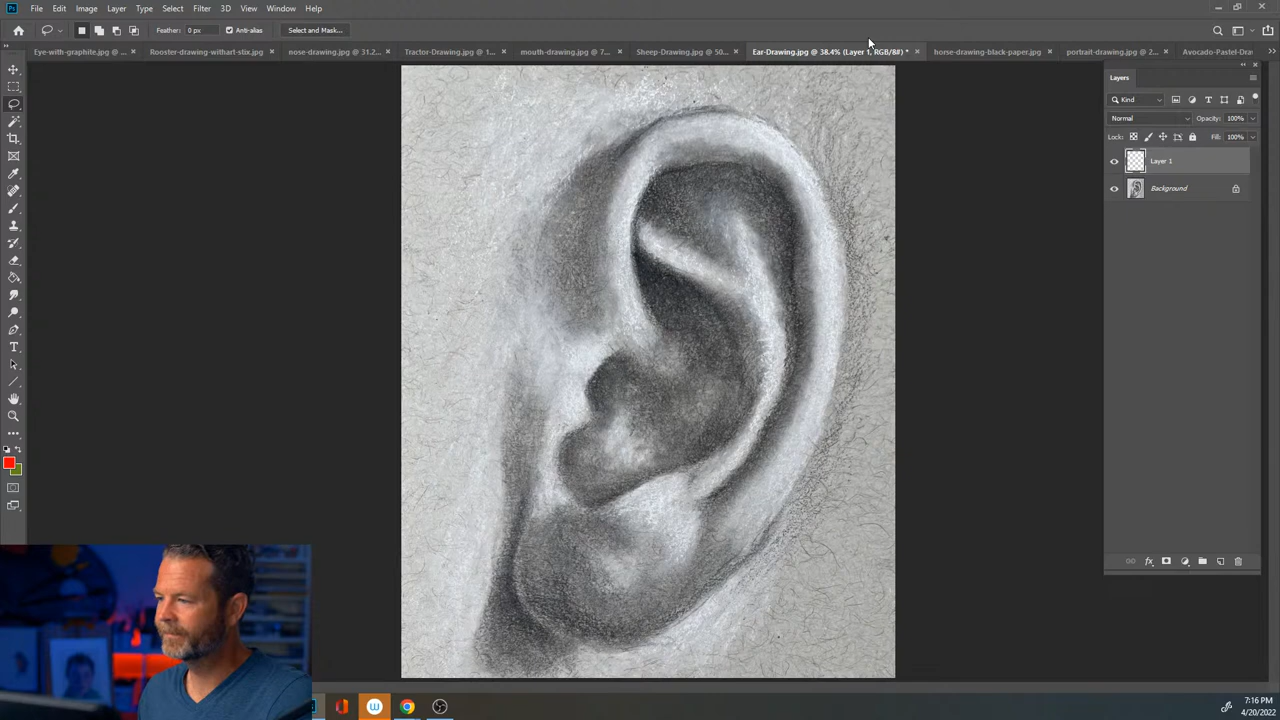 Ps File Edit Image Layer Type Select Filter 3D View Window Help
Feather: 0 px Anti-alias Select and Mask...
Eye-with-graphite.jpg @ ... Rooster-drawing-withart-stix.jpg nose-drawing.jpg @ 31.2... Tractor-Drawing.jpg @ 1... mouth-drawing.jpg @ 7... Sheep-Drawing.jpg @ 50... Ear-Drawing.jpg @ 38.4% (Layer 1, RGB/8#) * horse-drawing-black-paper.jpg portrait-drawing.jpg @ 2... Avocado-Pastel-Dra
Layers
Kind
Normal Opacity: 100%
Lock: Fill: 100%
Layer 1
Background
fx
7:16 PM
4/20/2022